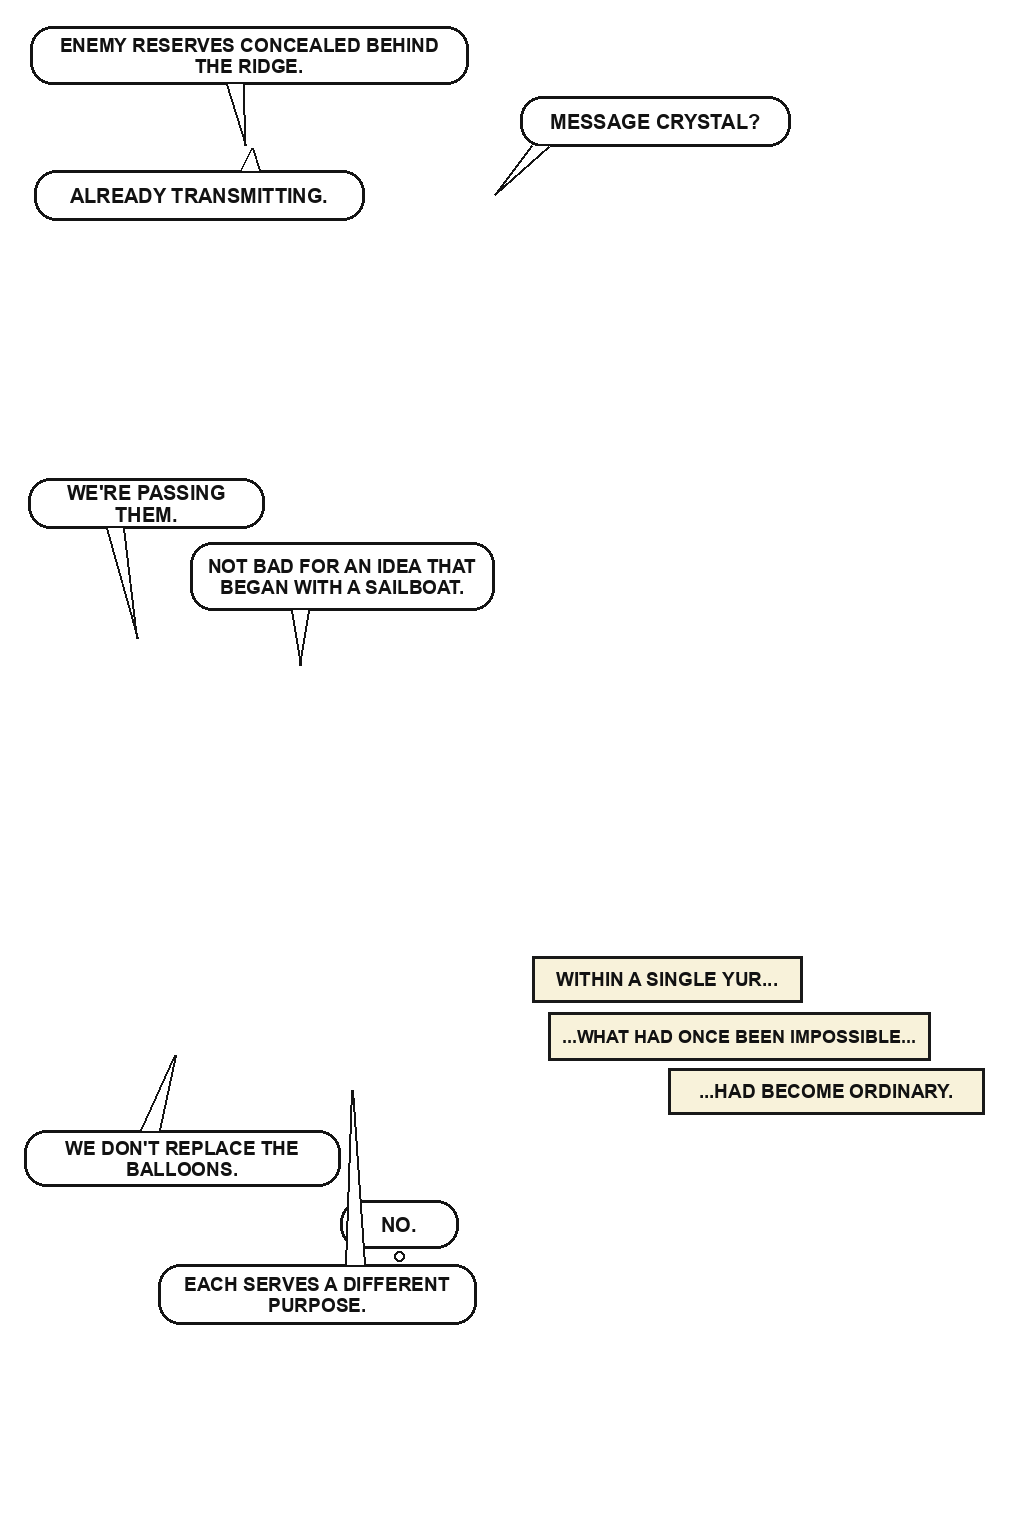 ENEMY RESERVES CONCEALED BEHIND
THE RIDGE.
MESSAGE CRYSTAL?
ALREADY TRANSMITTING.
WE'RE PASSING
THEM.
NOT BAD FOR AN IDEA THAT
BEGAN WITH A SAILBOAT.
WITHIN A SINGLE YUR...
...WHAT HAD ONCE BEEN IMPOSSIBLE...
...HAD BECOME ORDINARY.
WE DON'T REPLACE THE
BALLOONS.
NO.
EACH SERVES A DIFFERENT
PURPOSE.